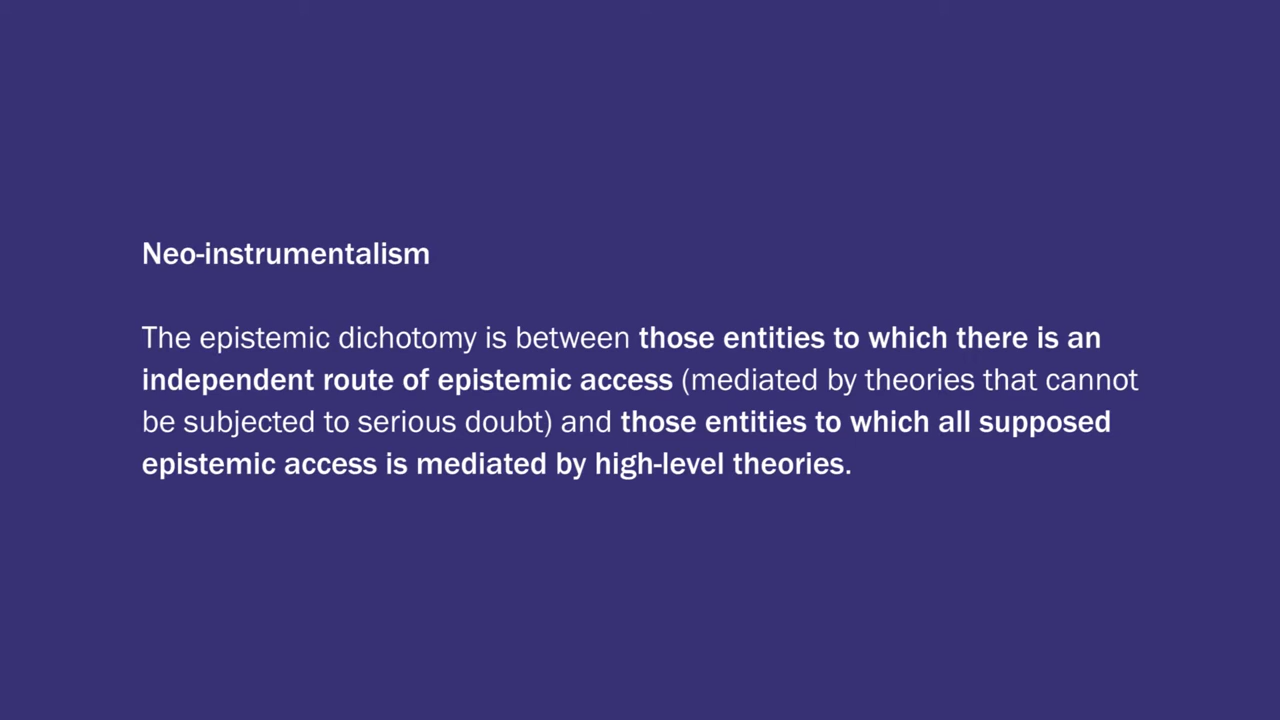 Neo-instrumentalism
The epistemic dichotomy is between those entities to which there is an
independent route of epistemic access (mediated by theories that cannot
be subjected to serious doubt) and those entities to which all supposed
epistemic access is mediated by high-level theories.